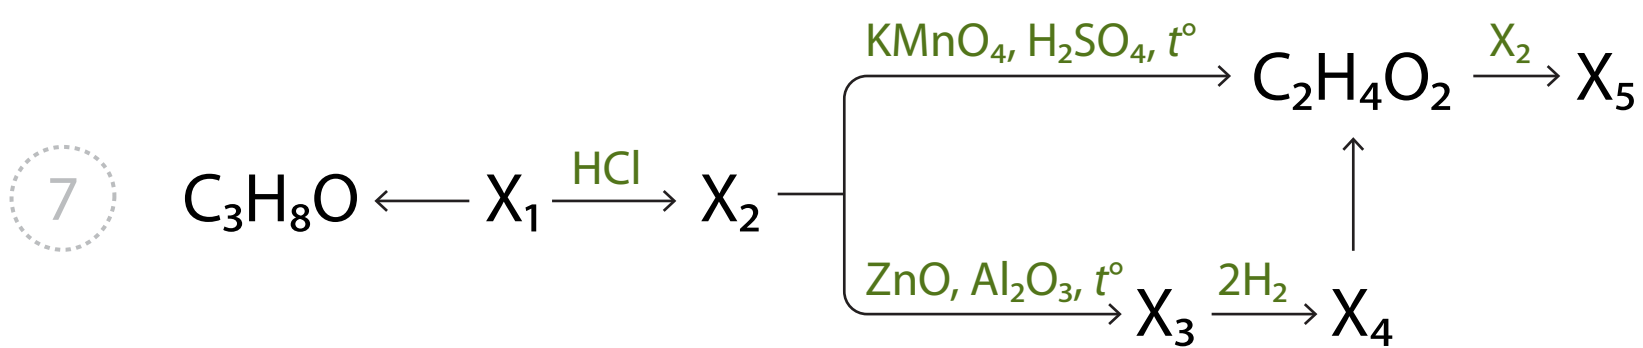 KMnO₄, H₂SO₄, t°
C₂H₄O₂
X₂
X₅
7
C₃H₈O
X₁
HCl
X₂
ZnO, Al₂O₃, t°
X₃
2H₂
X₄